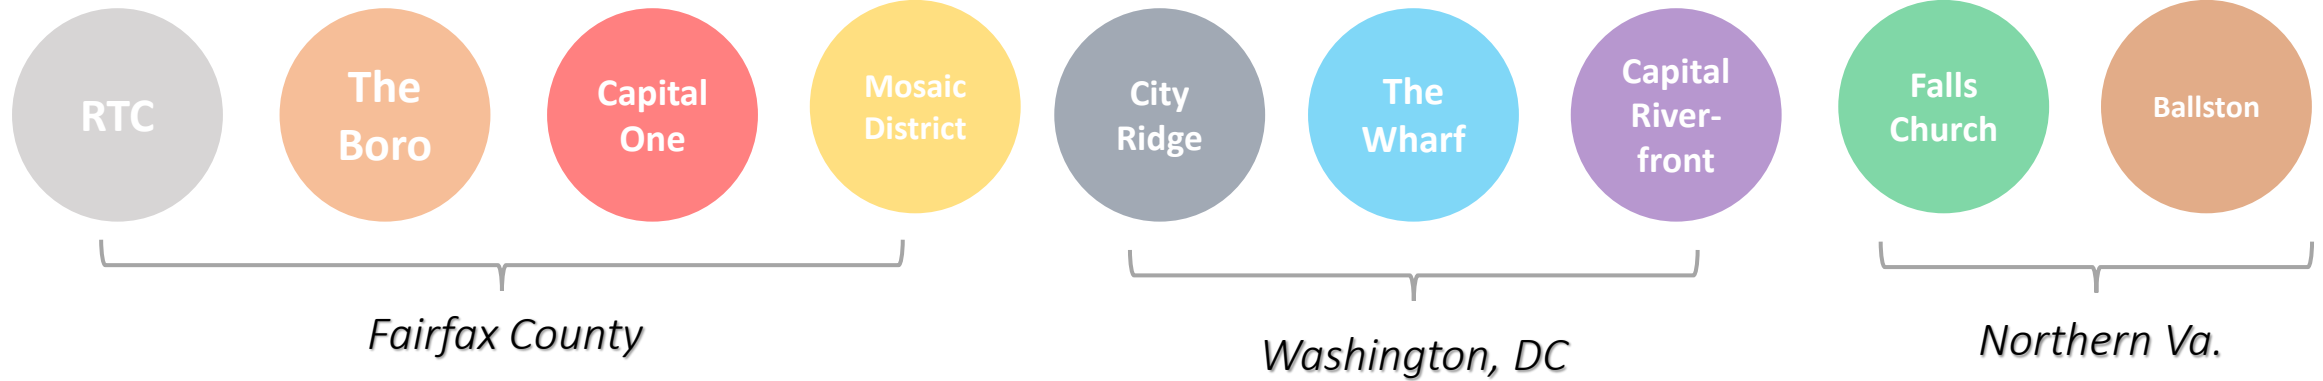 RTC
The
Boro
Capital
One
Mosaic
District
City
Ridge
The
Wharf
Capital
River-
front
Falls
Church
Ballston
Fairfax County
Washington, DC
Northern Va.